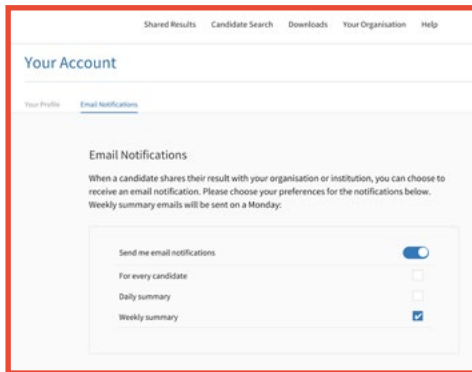 Shared Results Candidate Search Downloads Your Organisation Help
Your Account
Your Profile Email Notifications
Email Notifications
When a candidate shares their result with your organisation or institution, you can choose to
receive an email notification. Please choose your preferences for the notifications below.
Weekly summary emails will be sent on a Monday:
Send me email notifications
For every candidate
Daily summary
Weekly summary